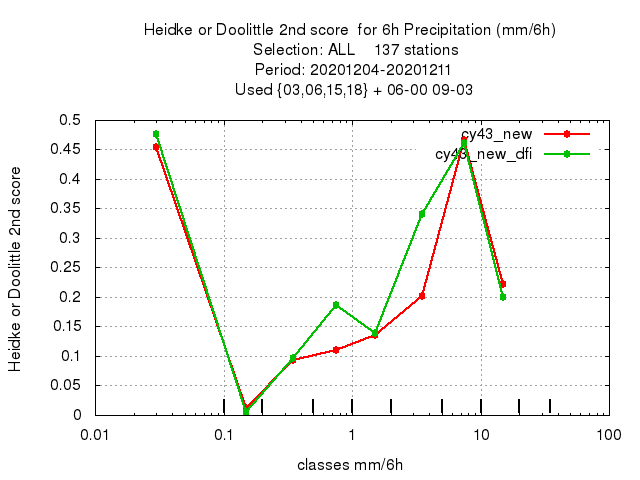 Heidke or Doolittle 2nd score  for 6h Precipitation (mm/6h)
Selection: ALL    137 stations
Period: 20201204-20201211
Used {03,06,15,18} + 06-00 09-03
cy43_new
cy43_new_dfi
Heidke or Doolittle 2nd score
0.5
0.45
0.4
0.35
0.3
0.25
0.2
0.15
0.1
0.05
0
0.01 0.1 1 10 100
classes mm/6h